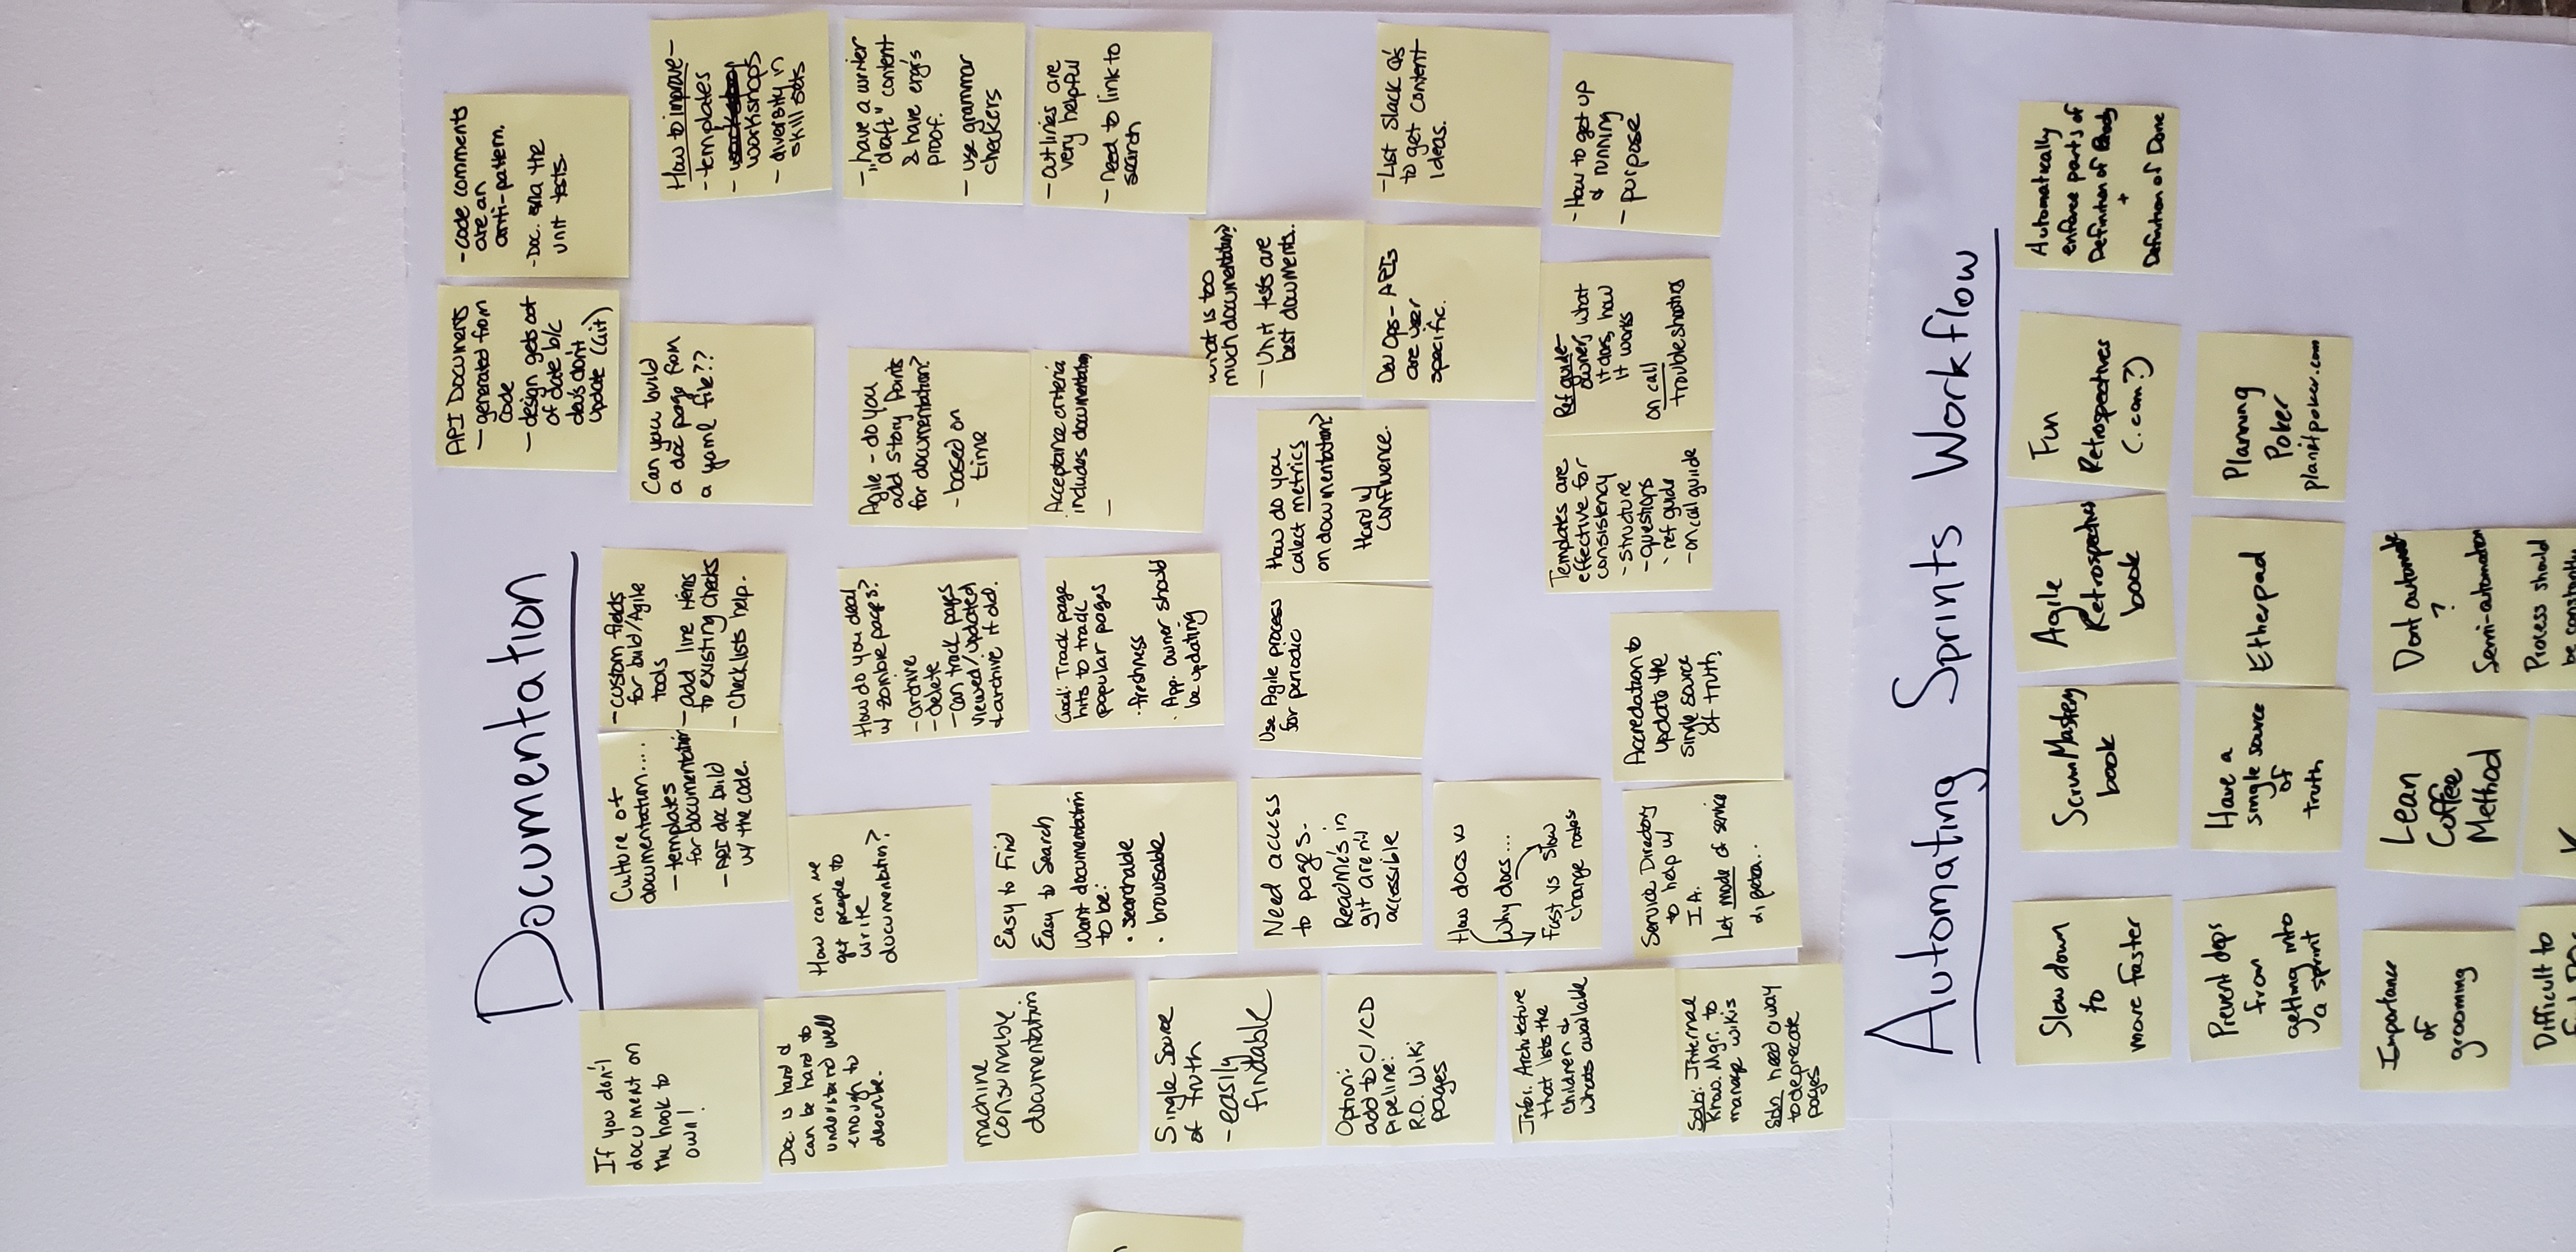 Documentation
API Documents
- generated from
code
- design gets out
of date b/c
dev's don't
update (Git)
- code comments
are an
anti-pattern.
- Doc. via the
unit tests.
If you don't
document on
the hook to
own!
Culture of
documentation....
- templates
for documentation
- API doc build
w/ the code.
- custom fields
for build/Agile
tools
- add line items
to existing checks
- Checklists help.
Can you build
a doc page from
a yaml file??
How to improve -
- templates
- workshops
- diversity in
skill sets
Doc. is hard &
can be hard to
understand well
enough to
describe.
How can we
get people to
write
documentation?
How do you deal
w/ zombie pages?
- archive
- delete
- Can track pages
viewed/updated
& archive if old.
Agile - do you
add Story Points
for documentation?
- based on
time
- have a writer
"draft" content
& have engr's
proof.
- use grammar
checkers
machine
consumable
documentation
Easy to Find
Easy to Search
Want documentation
to be:
• searchable
• browsable
Goal: Track page
hits to track
popular pages
• freshness
• App. owner should
be updating
Acceptance criteria
includes documentation
-
- Outlines are
very helpful
- need to link to
search
Single Source
of truth
- easily
findable
Need access
to pages.
ReadMe's in
git aren't
accessible
Use Agile process
for periodic
How do you
collect metrics
on documentation?
Hard w/
Confluence.
What is too
much documentation?
- Unit tests are
best documents..
Option:
add to CI/CD
pipeline:
R.O. Wiki
pages
How docs vs
Why docs...
Fast vs Slow
change rates
Dev Ops - APIs
are user
specific.
- List Slack Q's
to get content
ideas.
Infor. Architecture
that lists the
children &
whats available
Service Directory
to help w/
I.A.
Let mode of service
Accredation to
update the
single source
of truth.
Templates are
effective for
consistency
- structure
- questions
- ref guide
- on call guide
Ref guide
owner, what
it does, how
it works
on call
troubleshooting
- How to get up
& running
- purpose
Soln: Internal
Know. Mgr. to
manage wikis
Soln need a way
to deprecate
pages
Automating Sprints Workflow
Slow down
to
move faster
ScrumMastery
book
Agile
Retrospectives
book
Fun
Retrospectives
(.com?)
Automatically
enforce parts of
Definition of Ready
+
Definition of Done
Prevent deps
from
getting into
a sprint
Have a
single source
of
truth
Etherpad
Planning
Poker
planitpoker.com
Importance
of
grooming
Lean
Coffee
Method
Dont automate
?
Semi-automation
Difficult to
Process should
be constantly